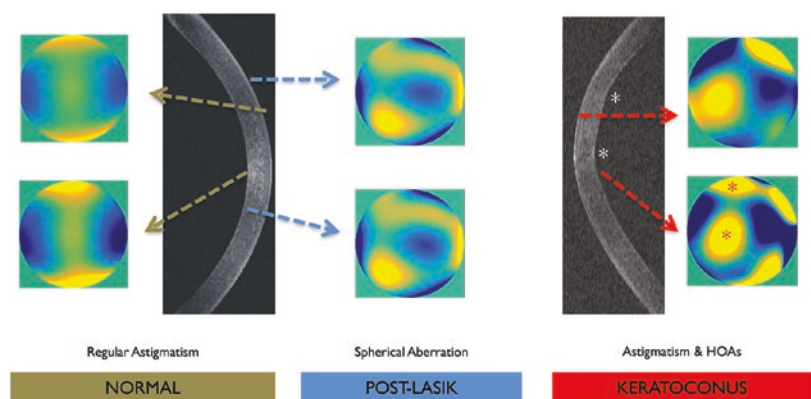 Regular Astigmatism
Spherical Aberration
Astigmatism & HOAs
NORMAL
POST-LASIK
KERATOCONUS